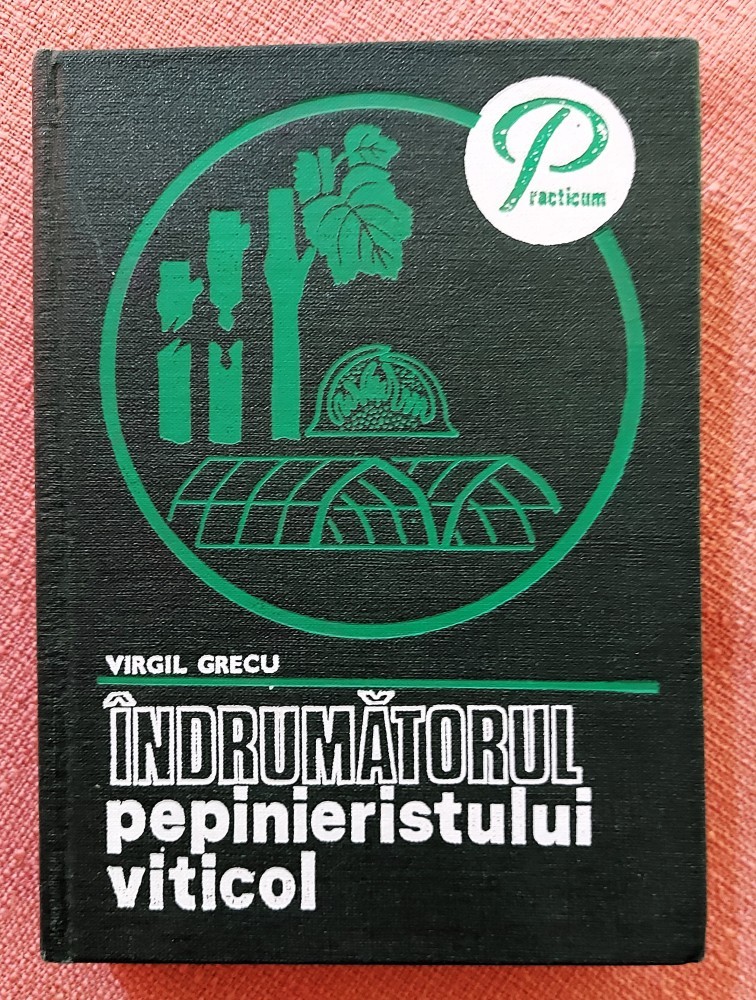 Practicum
VIRGIL GRECU
ÎNDRUMĂTORUL
pepinieristului
viticol